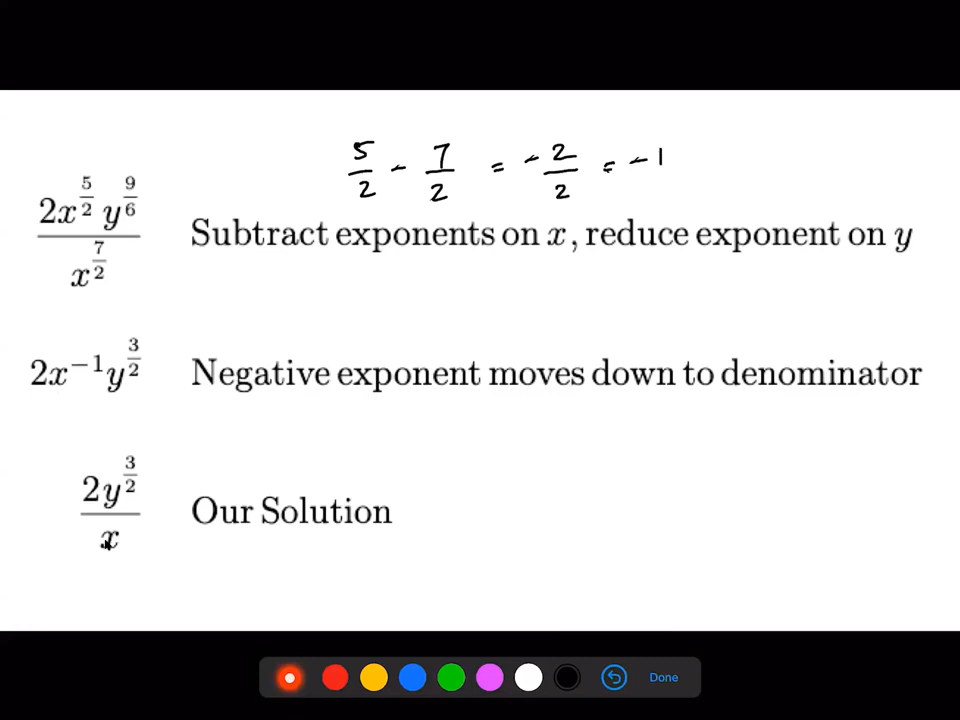 5/2 - 7/2 = -2/2 = -1
2x^(5/2) y^(9/6) / x^(7/2) Subtract exponents on x, reduce exponent on y
2x^(-1) y^(3/2) Negative exponent moves down to denominator
2y^(3/2) / x Our Solution
Done